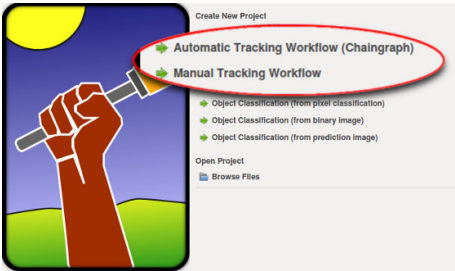 Create New Project
Automatic Tracking Workflow (Chaingraph)
Manual Tracking Workflow
Object Classification (from pixel classification)
Object Classification (from binary image)
Object Classification (from prediction image)
Open Project
Browse Files